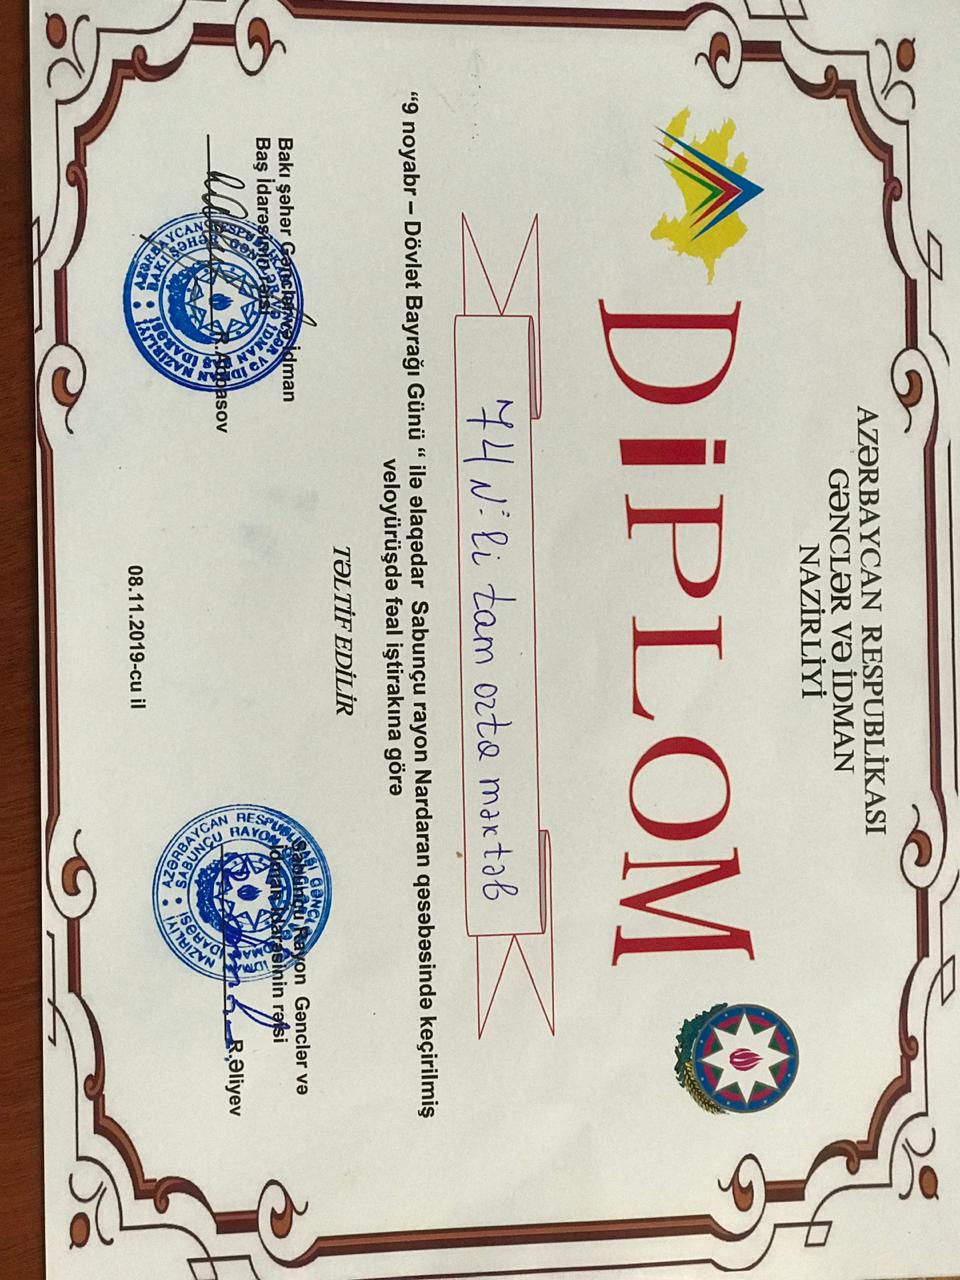 AZƏRBAYCAN RESPUBLİKASI
GƏNCLƏR VƏ İDMAN
NAZİRLİYİ
DİPLOM
74 N:-li tam orta məktəb
“9 noyabr – Dövlət Bayrağı Günü “ ilə əlaqədar Sabunçu rayon Nardaran qəsəbəsində keçirilmiş
veloyürüşdə fəal iştirakına görə
TƏLTİF EDİLİR
Bakı şəhər Gənclər və İdman
Baş İdarəsinin rəisi
R.Abbasov
Sabunçu Rayon Gənclər və
İdman İdarəsinin rəisi
R.Əliyev
08.11.2019-cu il